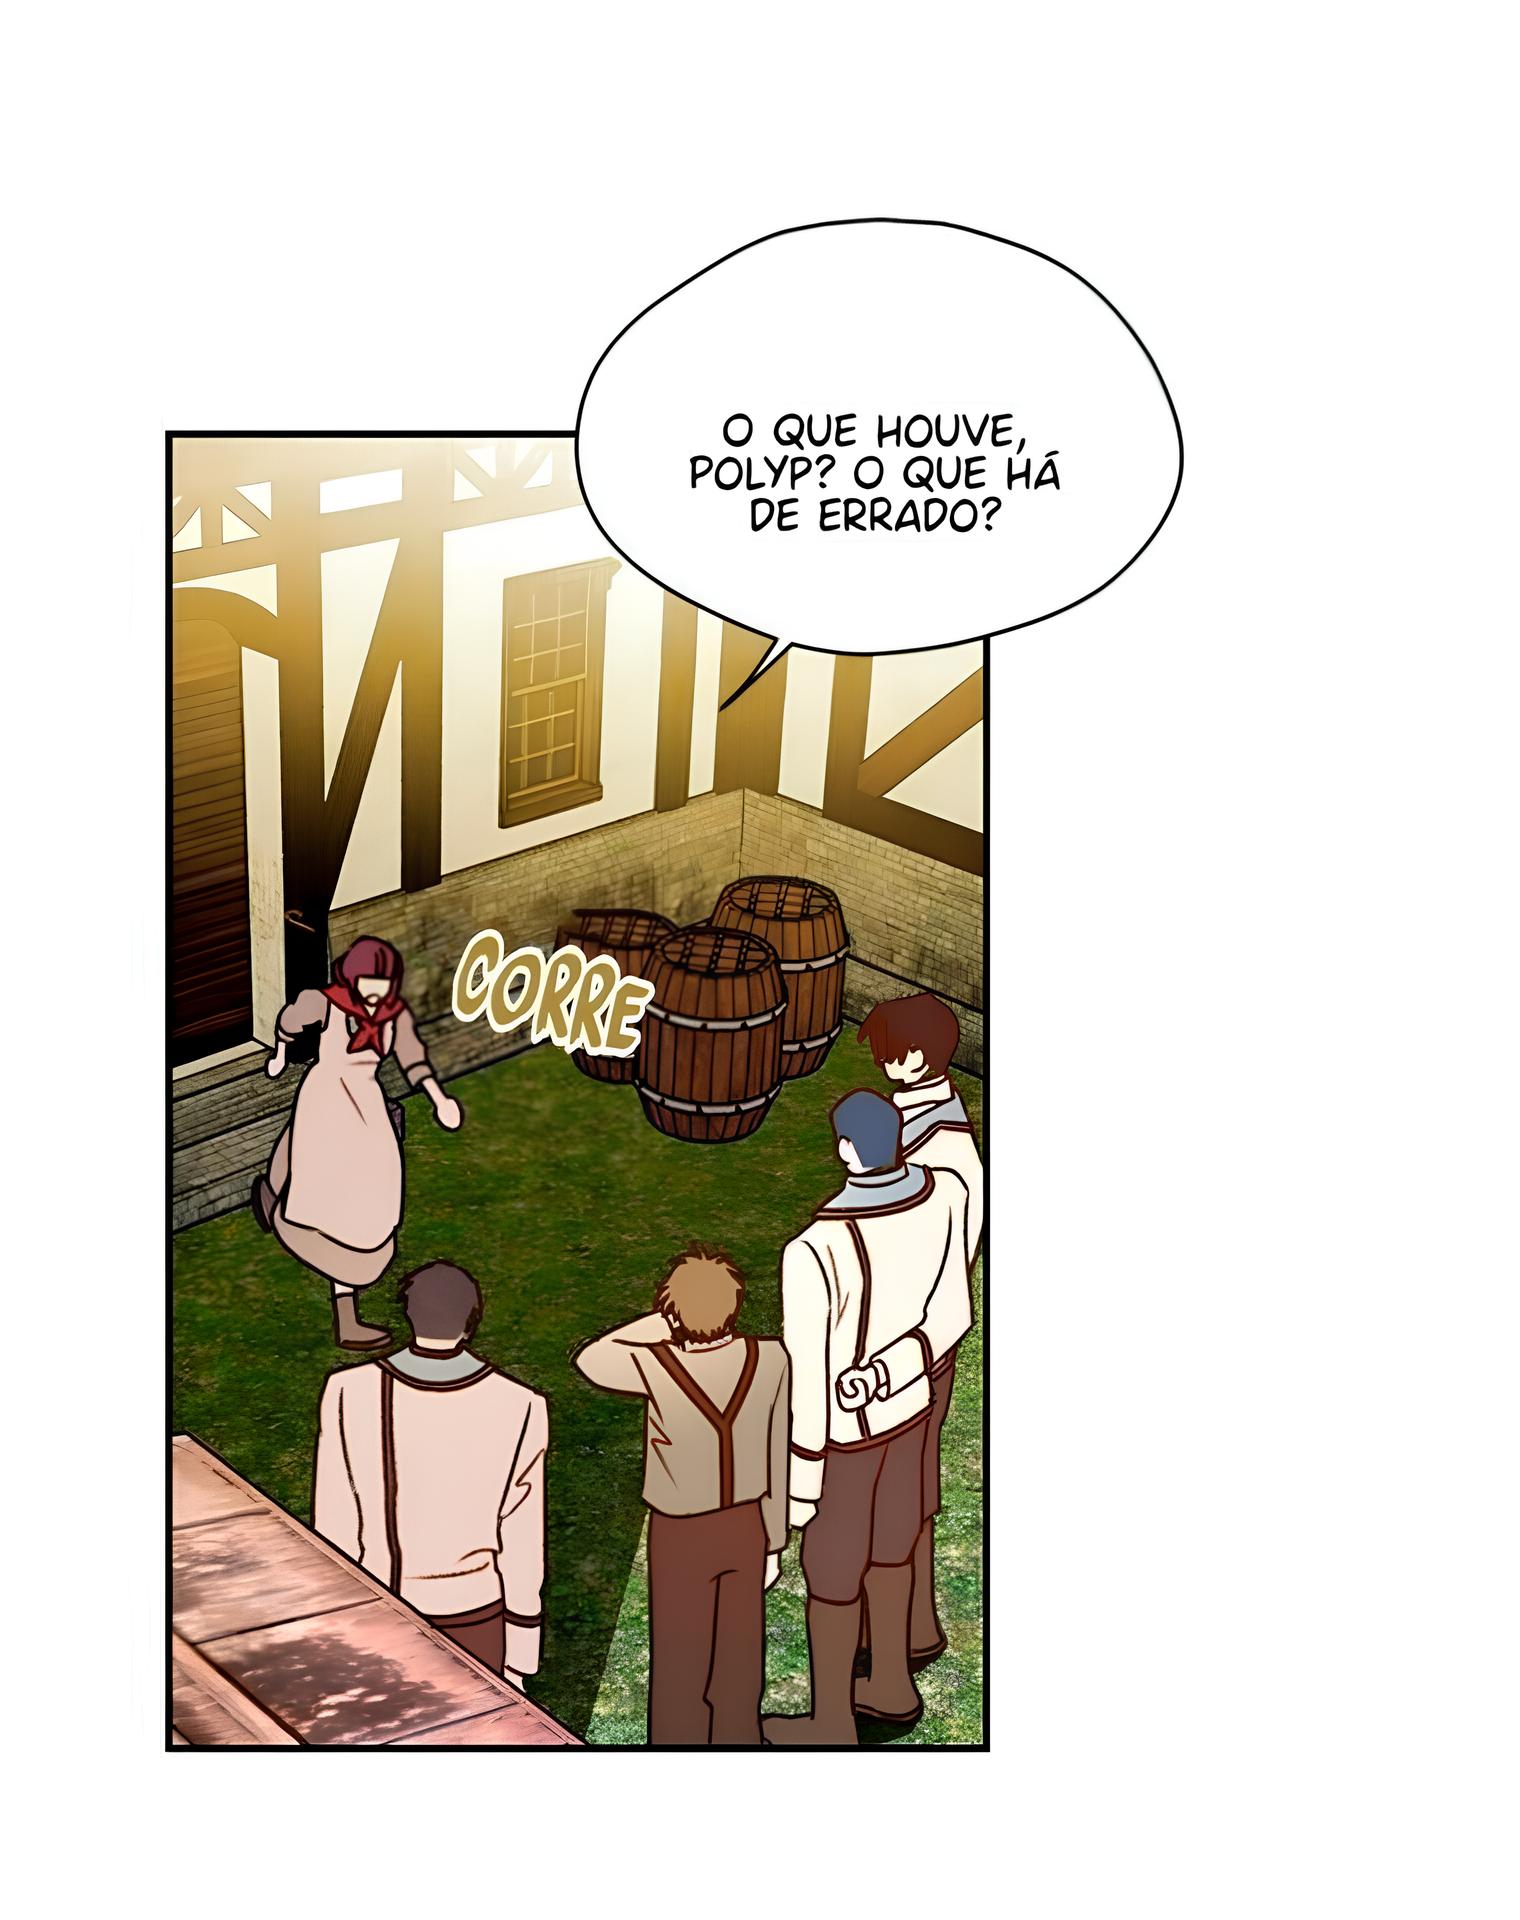 O QUE HOUVE,
POLYP? O QUE HÁ
DE ERRADO?
CORRE